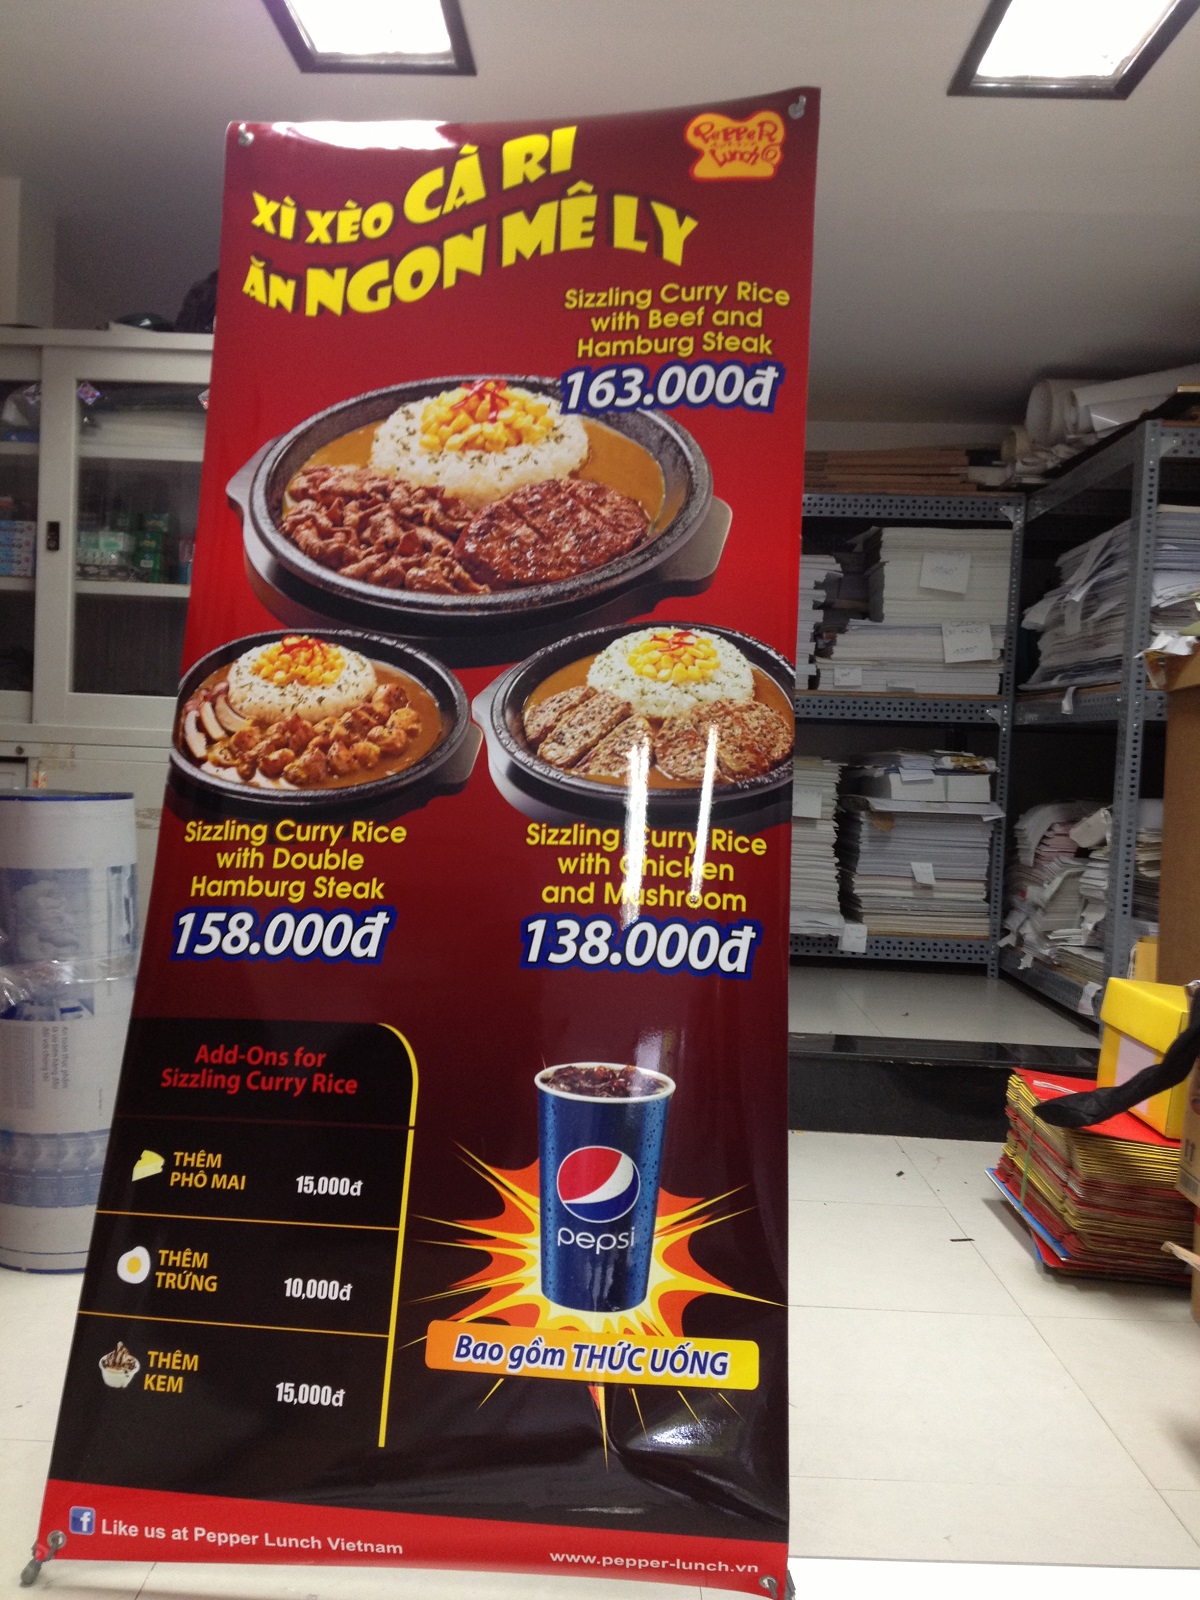 PEPPER
Lunch
XÌ XÈO CÀ RI
ĂN NGON MÊ LY
Sizzling Curry Rice
with Beef and
Hamburg Steak
163.000đ
Sizzling Curry Rice
with Double
Hamburg Steak
158.000đ
Sizzling Curry Rice
with Chicken
and Mushroom
138.000đ
Add-Ons for
Sizzling Curry Rice
THÊM
PHÔ MAI
15,000đ
THÊM
TRỨNG
10,000đ
THÊM
KEM
15,000đ
pepsi
Bao gồm THỨC UỐNG
Like us at Pepper Lunch Vietnam
www.pepper-lunch.vn